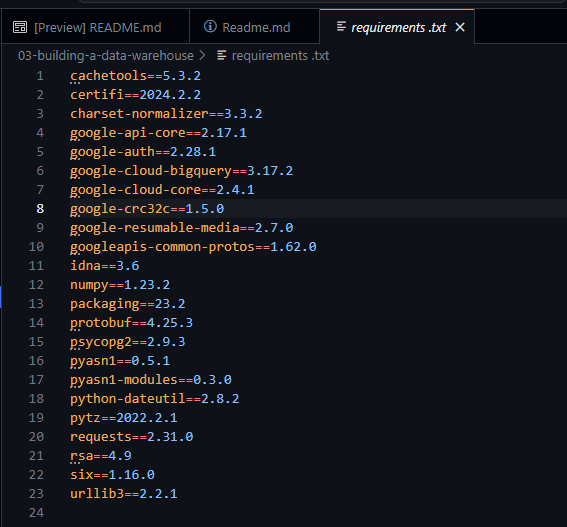 [Preview] README.md Readme.md requirements .txt
03-building-a-data-warehouse > requirements .txt
1 cachetools==5.3.2
2 certifi==2024.2.2
3 charset-normalizer==3.3.2
4 google-api-core==2.17.1
5 google-auth==2.28.1
6 google-cloud-bigquery==3.17.2
7 google-cloud-core==2.4.1
8 google-crc32c==1.5.0
9 google-resumable-media==2.7.0
10 googleapis-common-protos==1.62.0
11 idna==3.6
12 numpy==1.23.2
13 packaging==23.2
14 protobuf==4.25.3
15 psycopg2==2.9.3
16 pyasn1==0.5.1
17 pyasn1-modules==0.3.0
18 python-dateutil==2.8.2
19 pytz==2022.2.1
20 requests==2.31.0
21 rsa==4.9
22 six==1.16.0
23 urllib3==2.2.1
24